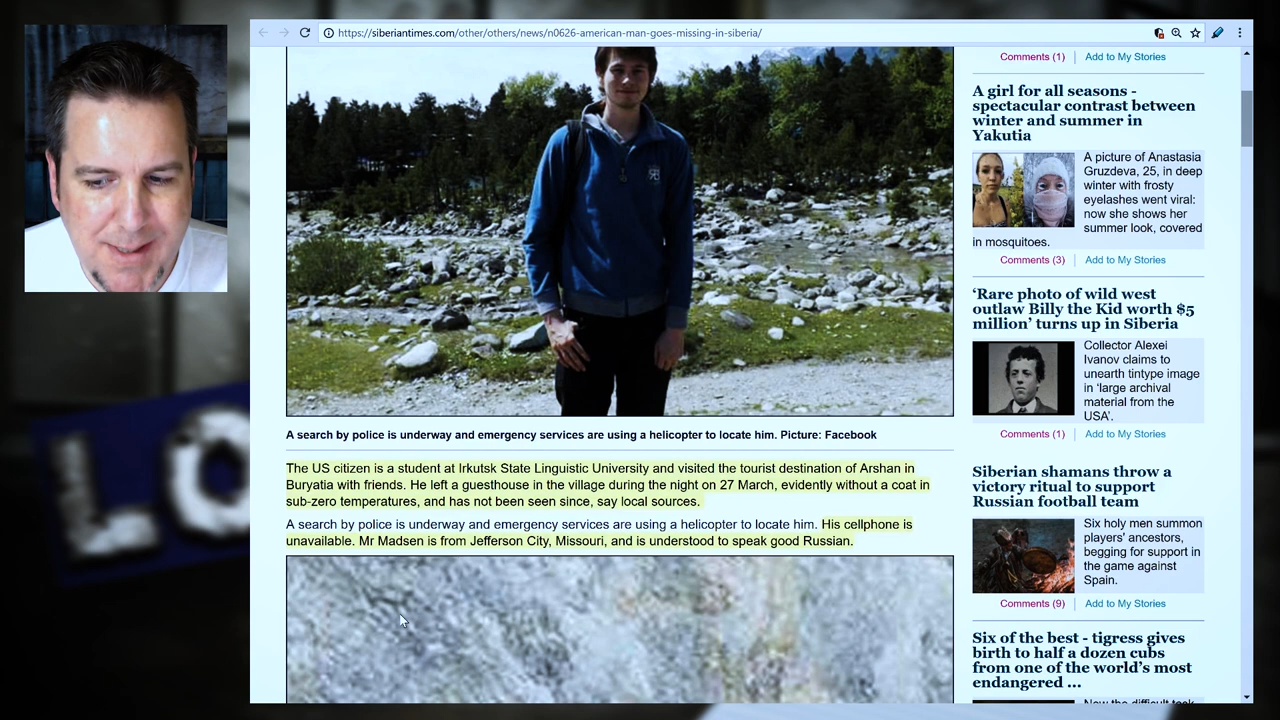 https://siberiantimes.com/other/others/news/n0626-american-man-goes-missing-in-siberia/
A search by police is underway and emergency services are using a helicopter to locate him. Picture: Facebook
The US citizen is a student at Irkutsk State Linguistic University and visited the tourist destination of Arshan in
Buryatia with friends. He left a guesthouse in the village during the night on 27 March, evidently without a coat in
sub-zero temperatures, and has not been seen since, say local sources.
A search by police is underway and emergency services are using a helicopter to locate him. His cellphone is
unavailable. Mr Madsen is from Jefferson City, Missouri, and is understood to speak good Russian.
Comments (1) | Add to My Stories
A girl for all seasons -
spectacular contrast between
winter and summer in
Yakutia
A picture of Anastasia
Gruzdeva, 25, in deep
winter with frosty
eyelashes went viral:
now she shows her
summer look, covered
in mosquitoes.
Comments (3) | Add to My Stories
‘Rare photo of wild west
outlaw Billy the Kid worth $5
million’ turns up in Siberia
Collector Alexei
Ivanov claims to
unearth tintype image
in ‘large archival
material from the
USA’.
Comments (1) | Add to My Stories
Siberian shamans throw a
victory ritual to support
Russian football team
Six holy men summon
players' ancestors,
begging for support in
the game against
Spain.
Comments (9) | Add to My Stories
Six of the best - tigress gives
birth to half a dozen cubs
from one of the world’s most
endangered ...
LO